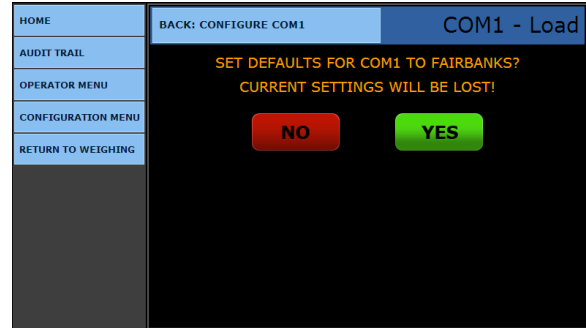 HOME
AUDIT TRAIL
OPERATOR MENU
CONFIGURATION MENU
RETURN TO WEIGHING
BACK: CONFIGURE COM1
COM1 - Load
SET DEFAULTS FOR COM1 TO FAIRBANKS?
CURRENT SETTINGS WILL BE LOST!
NO
YES